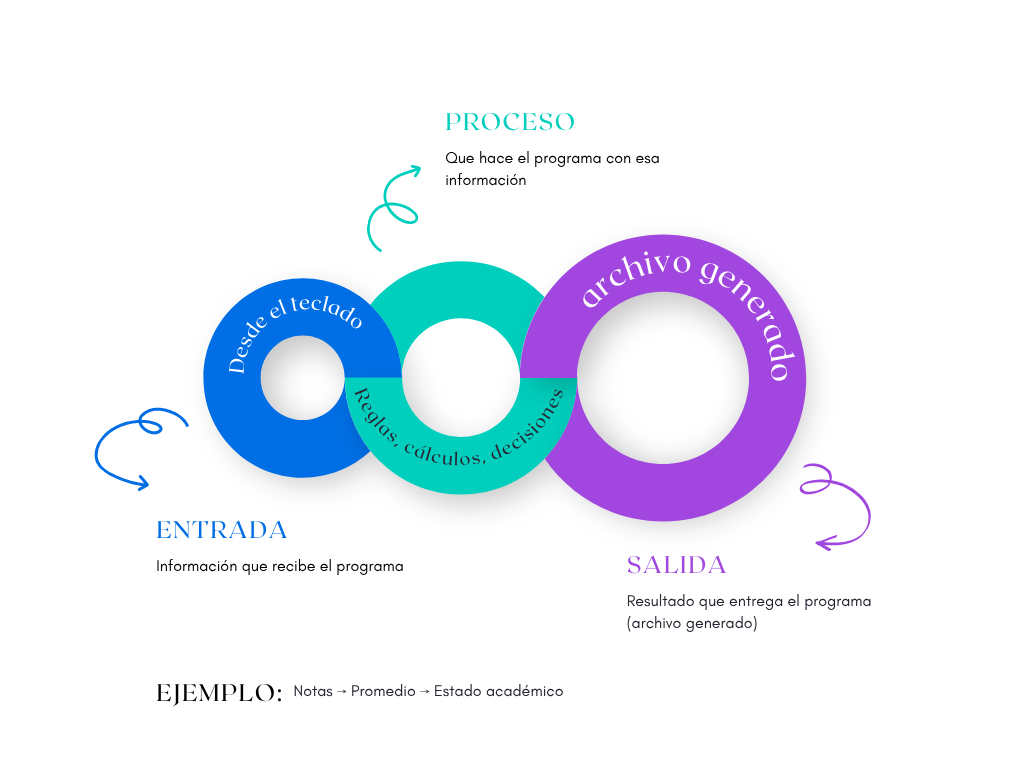 PROCESO
Que hace el programa con esa
información
Desde el teclado
Reglas, cálculos, decisiones
archivo generado
ENTRADA
Información que recibe el programa
SALIDA
Resultado que entrega el programa
(archivo generado)
EJEMPLO: Notas → Promedio → Estado académico